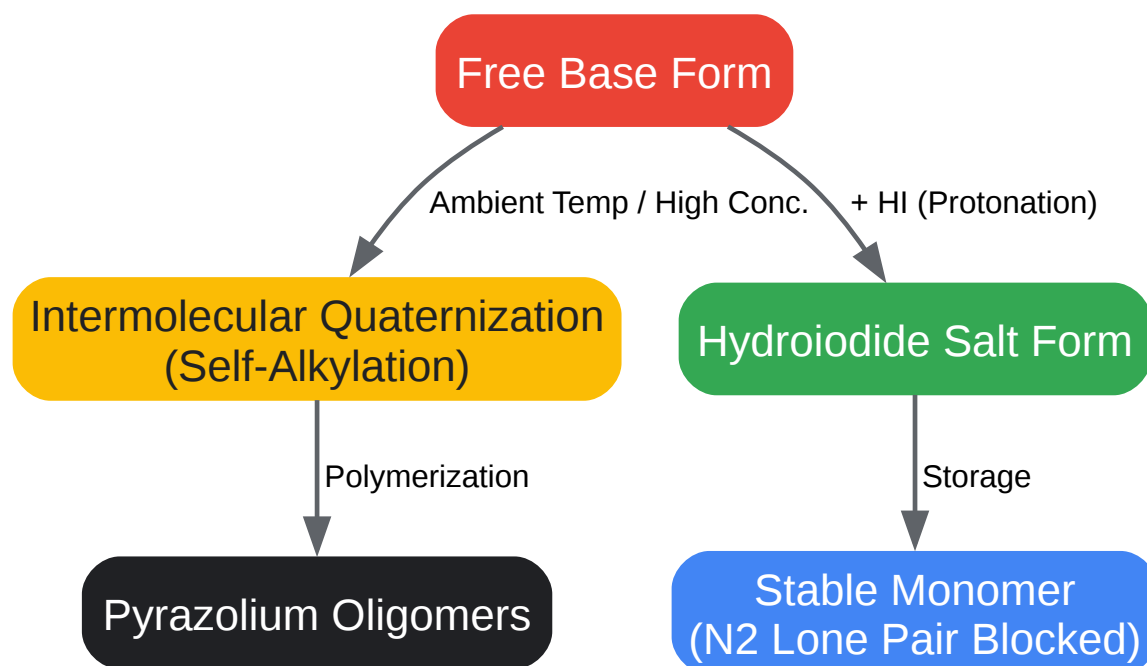 Free Base Form
Ambient Temp / High Conc.
+ HI (Protonation)
Intermolecular Quaternization
(Self-Alkylation)
Hydroiodide Salt Form
Polymerization
Storage
Pyrazolium Oligomers
Stable Monomer
(N2 Lone Pair Blocked)